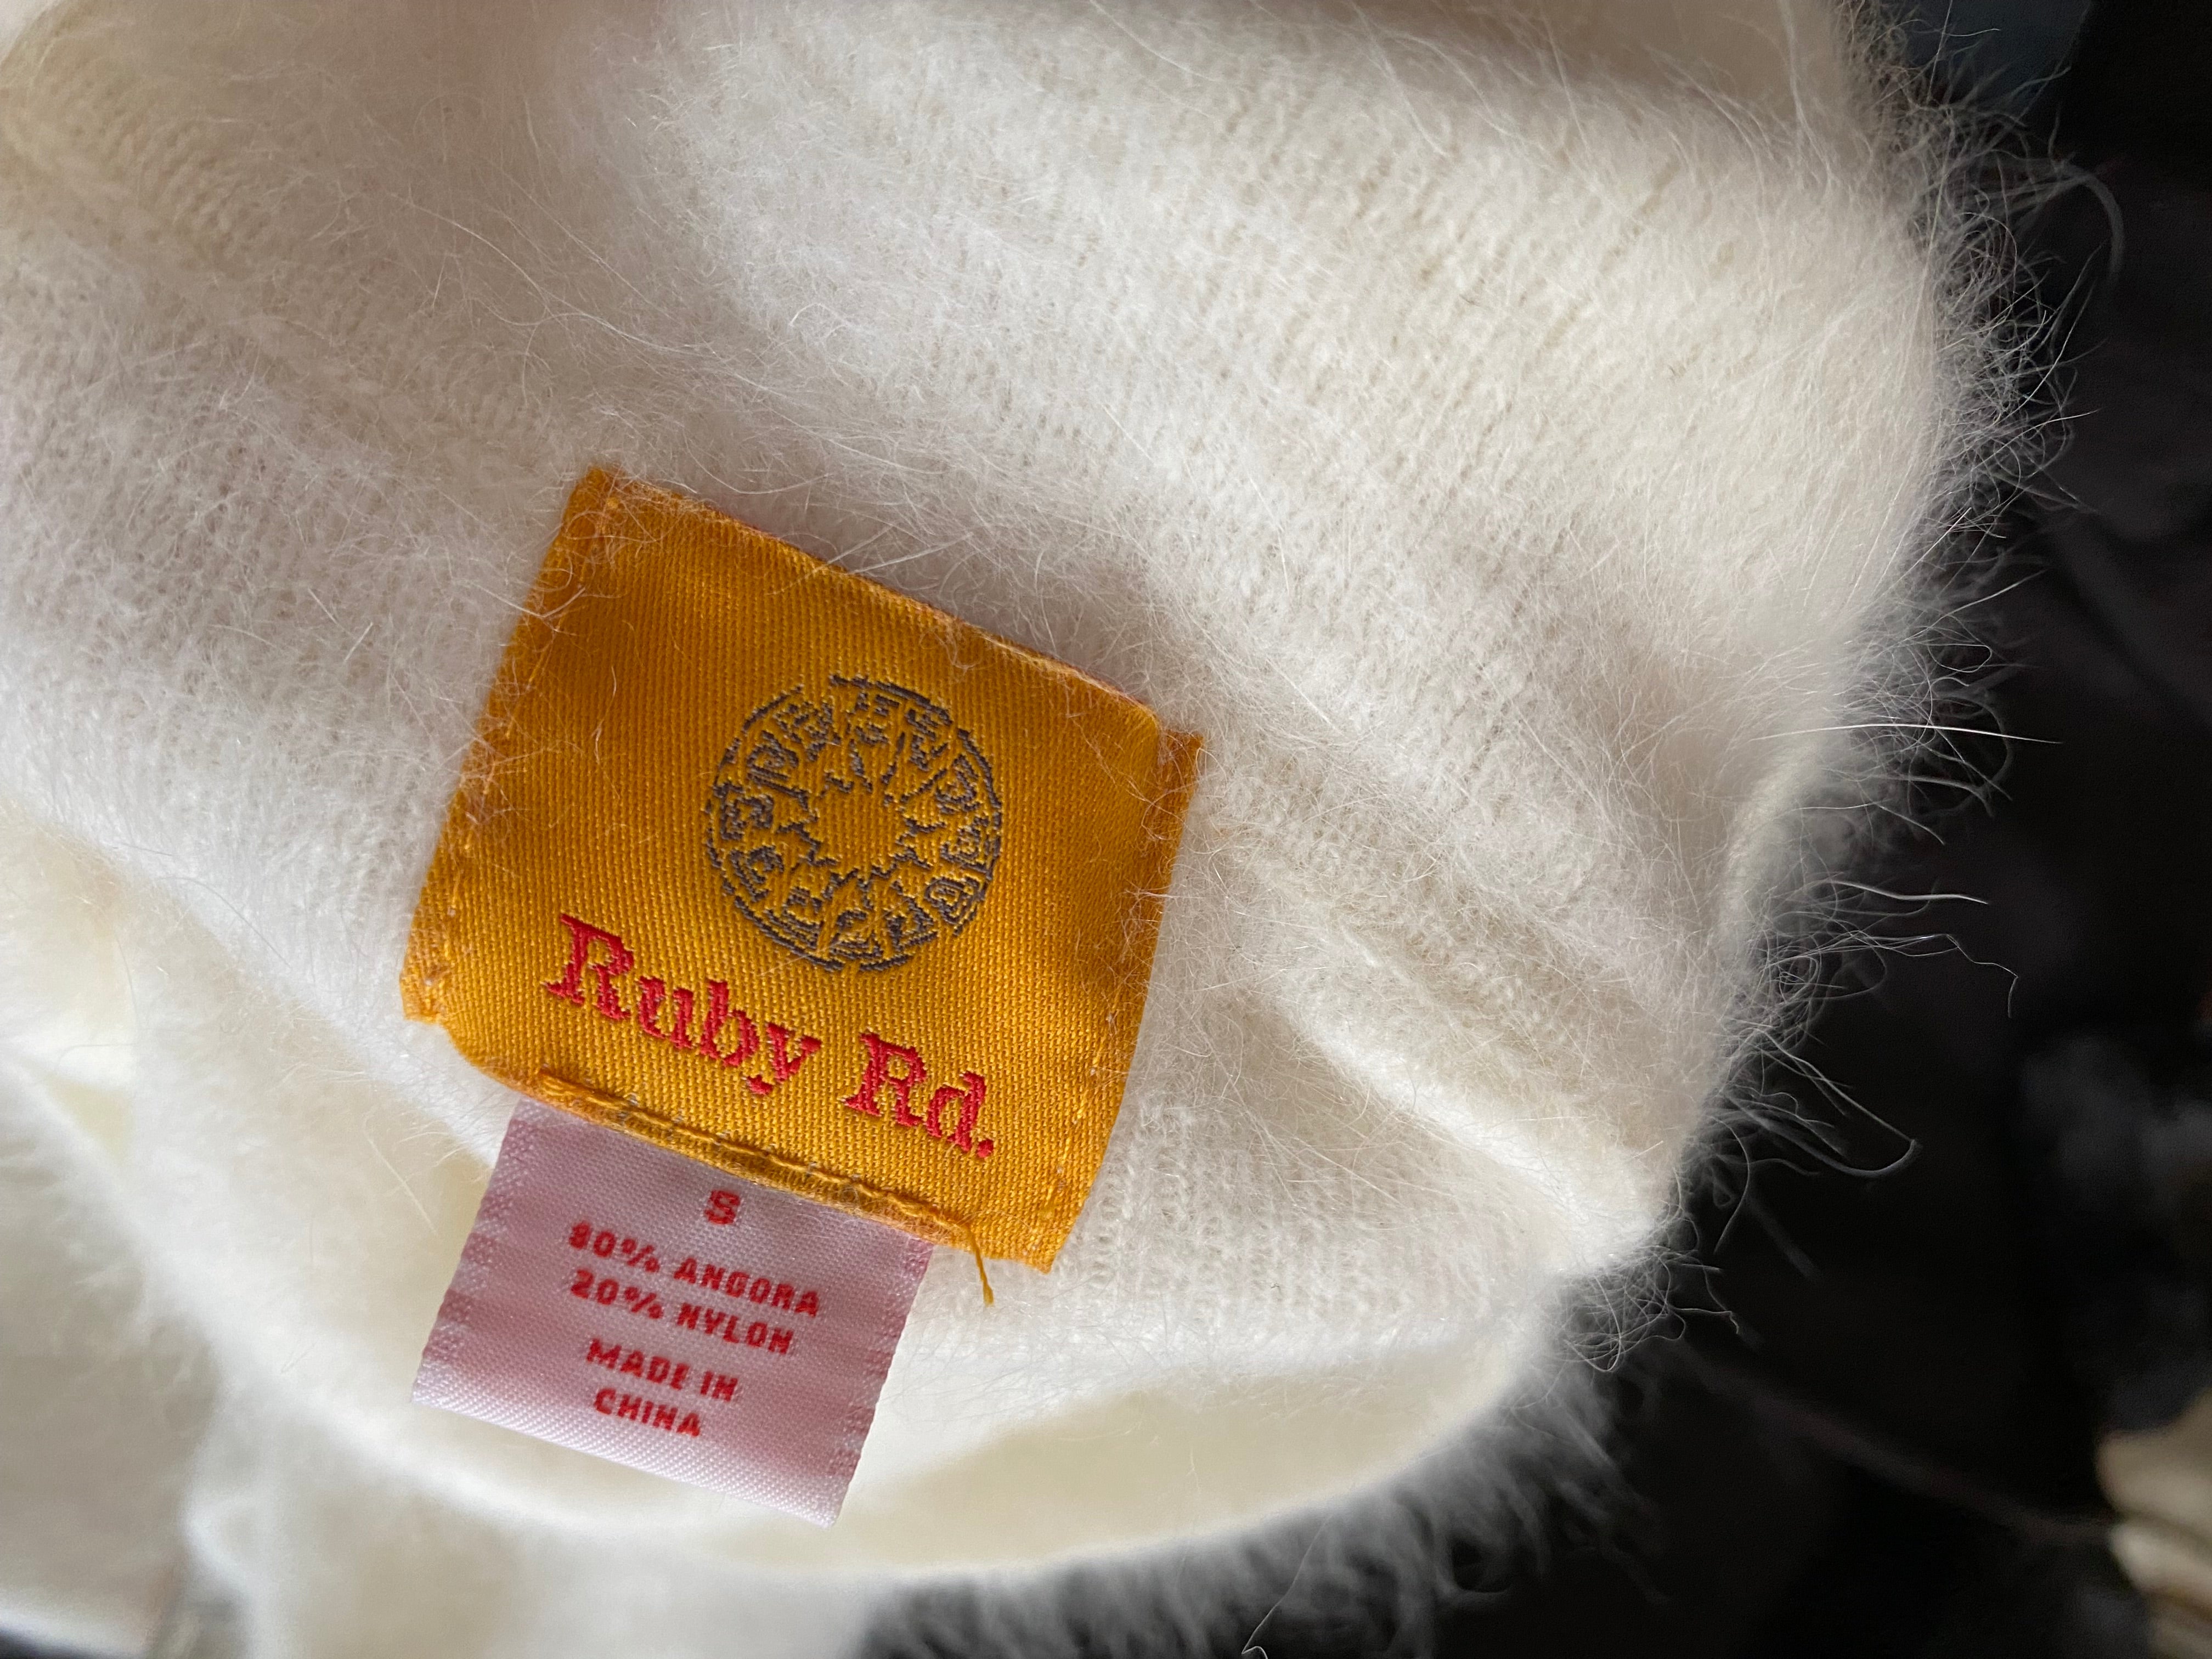 Ruby Rd.
S
80% ANGORA
20% NYLON
MADE IN
CHINA